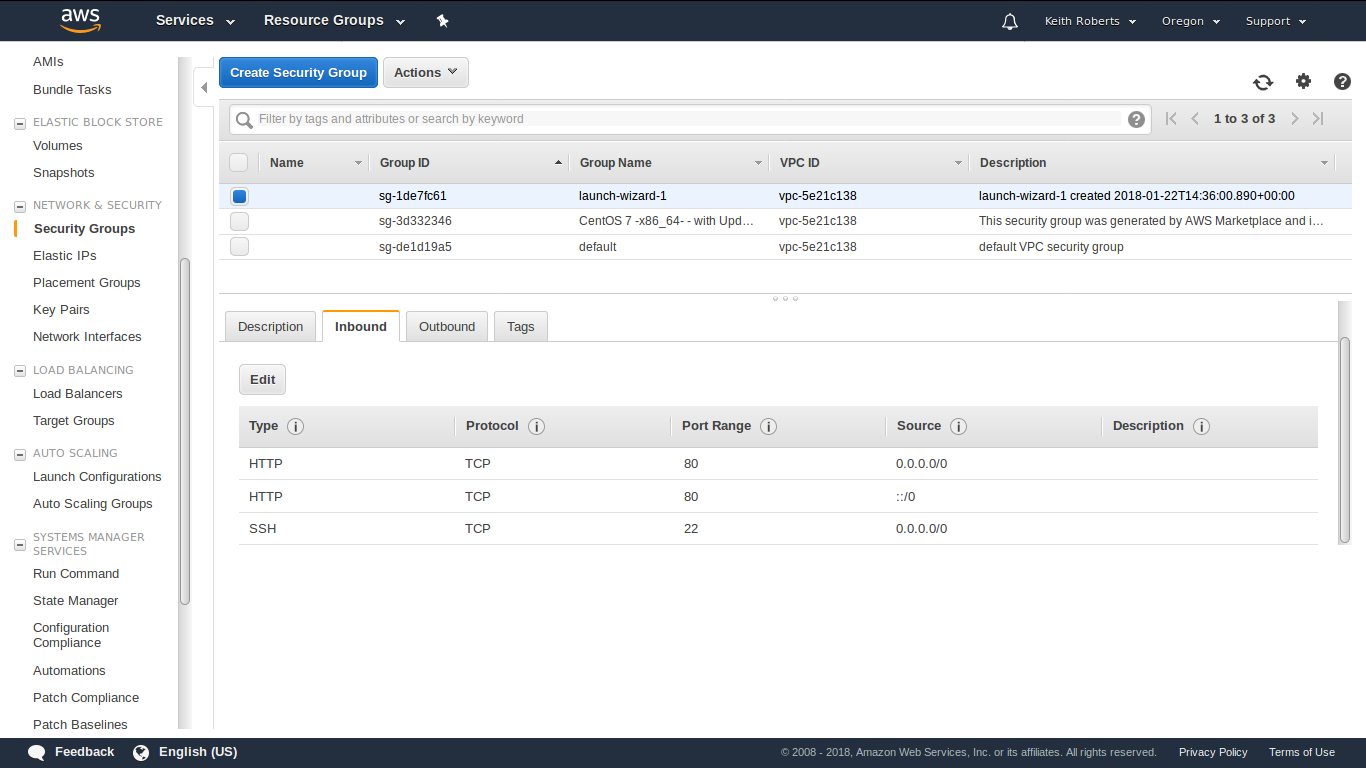 aws Services Resource Groups Keith Roberts Oregon Support
AMIs
Bundle Tasks
ELASTIC BLOCK STORE
Volumes
Snapshots
NETWORK & SECURITY
Security Groups
Elastic IPs
Placement Groups
Key Pairs
Network Interfaces
LOAD BALANCING
Load Balancers
Target Groups
AUTO SCALING
Launch Configurations
Auto Scaling Groups
SYSTEMS MANAGER
SERVICES
Run Command
State Manager
Configuration
Compliance
Automations
Patch Compliance
Patch Baselines
Create Security Group Actions
Filter by tags and attributes or search by keyword 1 to 3 of 3
Name Group ID Group Name VPC ID Description
sg-1de7fc61 launch-wizard-1 vpc-5e21c138 launch-wizard-1 created 2018-01-22T14:36:00.890+00:00
sg-3d332346 CentOS 7 -x86_64- - with Upd… vpc-5e21c138 This security group was generated by AWS Marketplace and i…
sg-de1d19a5 default vpc-5e21c138 default VPC security group
Description Inbound Outbound Tags
Edit
Type Protocol Port Range Source Description
HTTP TCP 80 0.0.0.0/0
HTTP TCP 80 ::/0
SSH TCP 22 0.0.0.0/0
Feedback English (US) © 2008 - 2018, Amazon Web Services, Inc. or its affiliates. All rights reserved. Privacy Policy Terms of Use